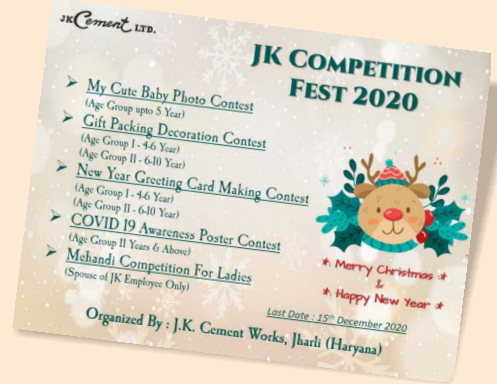 JK Cement LTD.
JK COMPETITION
FEST 2020
My Cute Baby Photo Contest
(Age Group upto 5 Year)
Gift Packing Decoration Contest
(Age Group I - 4-6 Year)
(Age Group II - 6-10 Year)
New Year Greeting Card Making Contest
(Age Group I - 4-6 Year)
(Age Group II - 6-10 Year)
COVID 19 Awareness Poster Contest
(Age Group 11 Years & Above)
Mehandi Competition For Ladies
(Spouse of JK Employee Only)
Merry Christmas
&
Happy New Year
Last Date : 15th December 2020
Organized By : J.K. Cement Works, Jharli (Haryana)